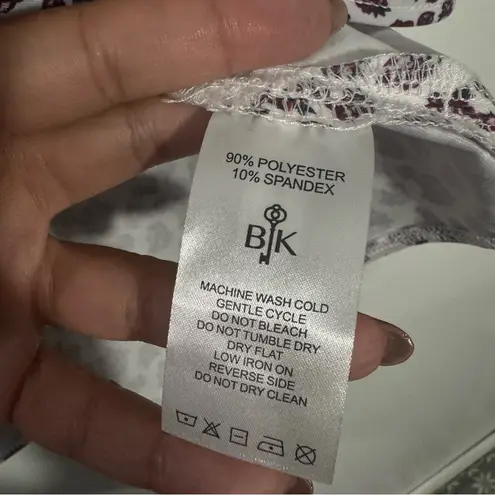 90% POLYESTER
10% SPANDEX
B K
MACHINE WASH COLD
GENTLE CYCLE
DO NOT BLEACH
DO NOT TUMBLE DRY
DRY FLAT
LOW IRON ON
REVERSE SIDE
DO NOT DRY CLEAN